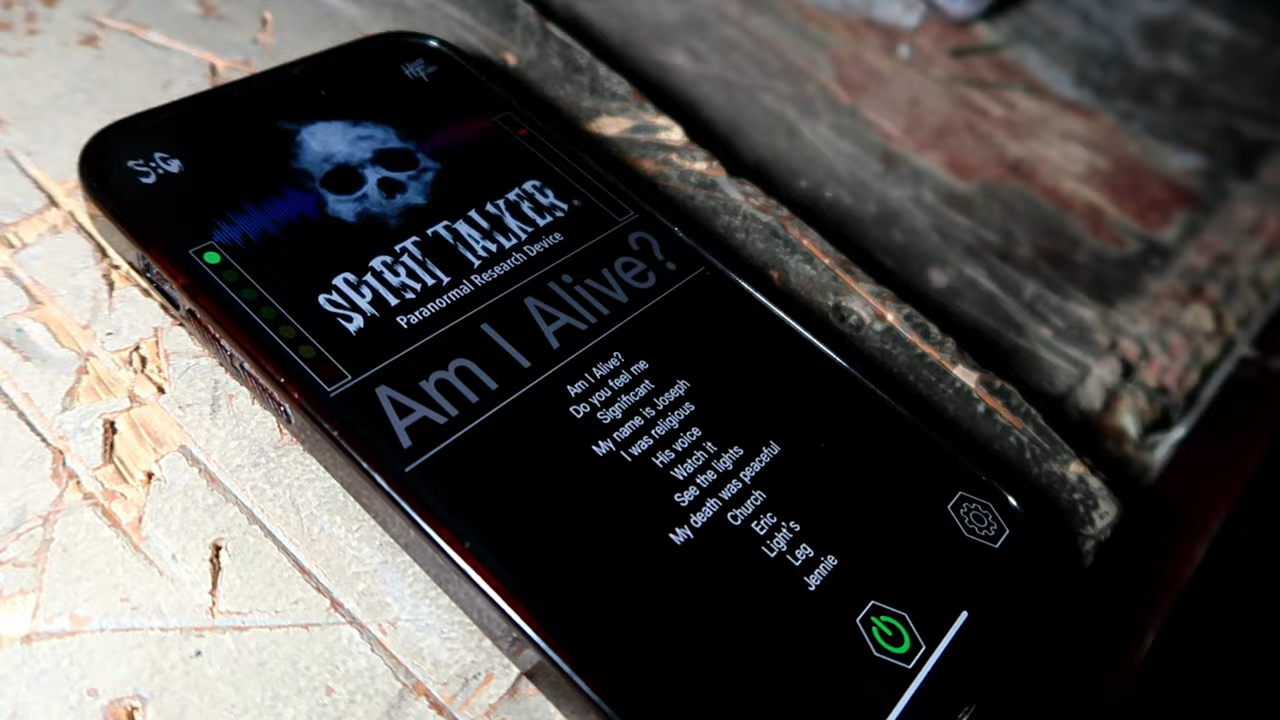 S:G
SPIRIT TALKER
Paranormal Research Device
Am I Alive?
Am I Alive?
Do you feel me
Significant
My name is Joseph
I was religious
His voice
Watch it
See the lights
My death was peaceful
Church
Eric
Light's
Leg
Jennie